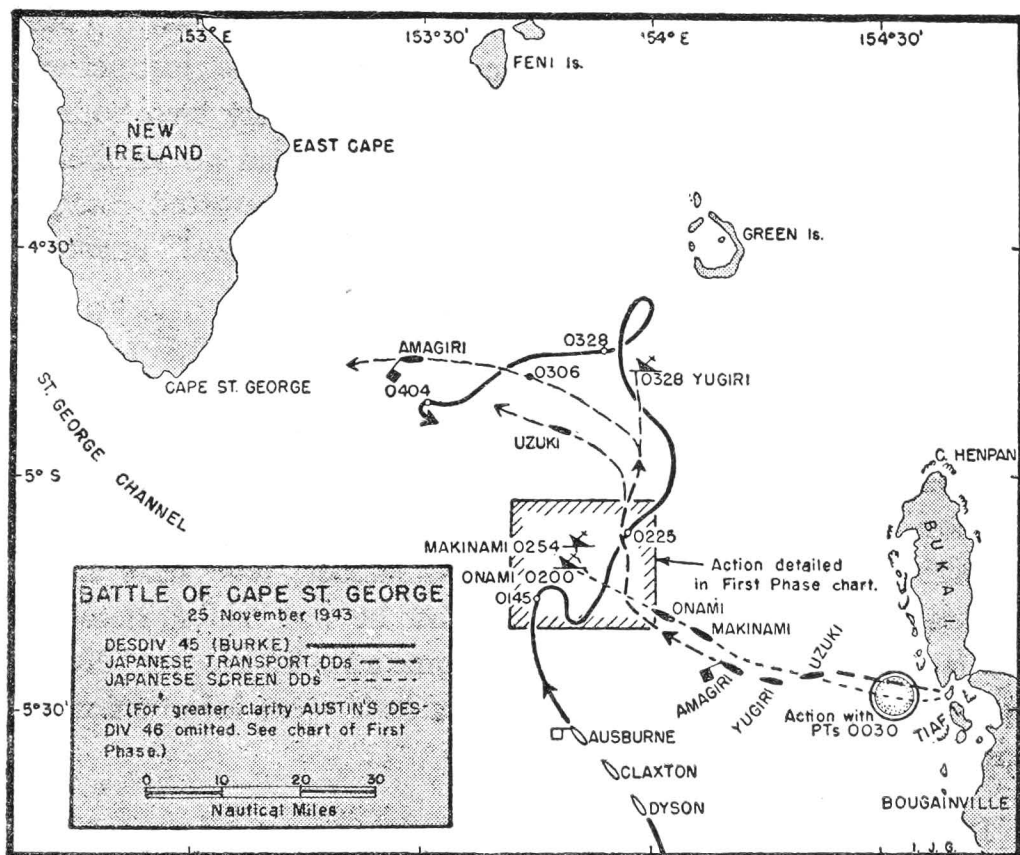 153° E
153° 30'
154° E
154° 30'
FENI Is.
NEW
IRELAND
EAST CAPE
GREEN Is.
4° 30'
0328
AMAGIRI
0306
0328 YUGIRI
0404
CAPE ST. GEORGE
ST. GEORGE CHANNEL
UZUKI
C. HENPAN
5° S
BUKA I.
0225
MAKINAMI 0254
Action detailed
in First Phase chart.
ONAMI 0200
0145
ONAMI
MAKINAMI
UZUKI
AMAGIRI
YUGIRI
Action with
PTs 0030
5° 30'
AUSBURNE
CLAXTON
DYSON
BOUGAINVILLE
I. J. G.
BATTLE OF CAPE ST. GEORGE
25 November 1943
DESDIV 45 (BURKE)
JAPANESE TRANSPORT DDs
JAPANESE SCREEN DDs
(For greater clarity AUSTIN'S DES-
DIV 46 omitted. See chart of First
Phase.)
0 10 20 30
Nautical Miles